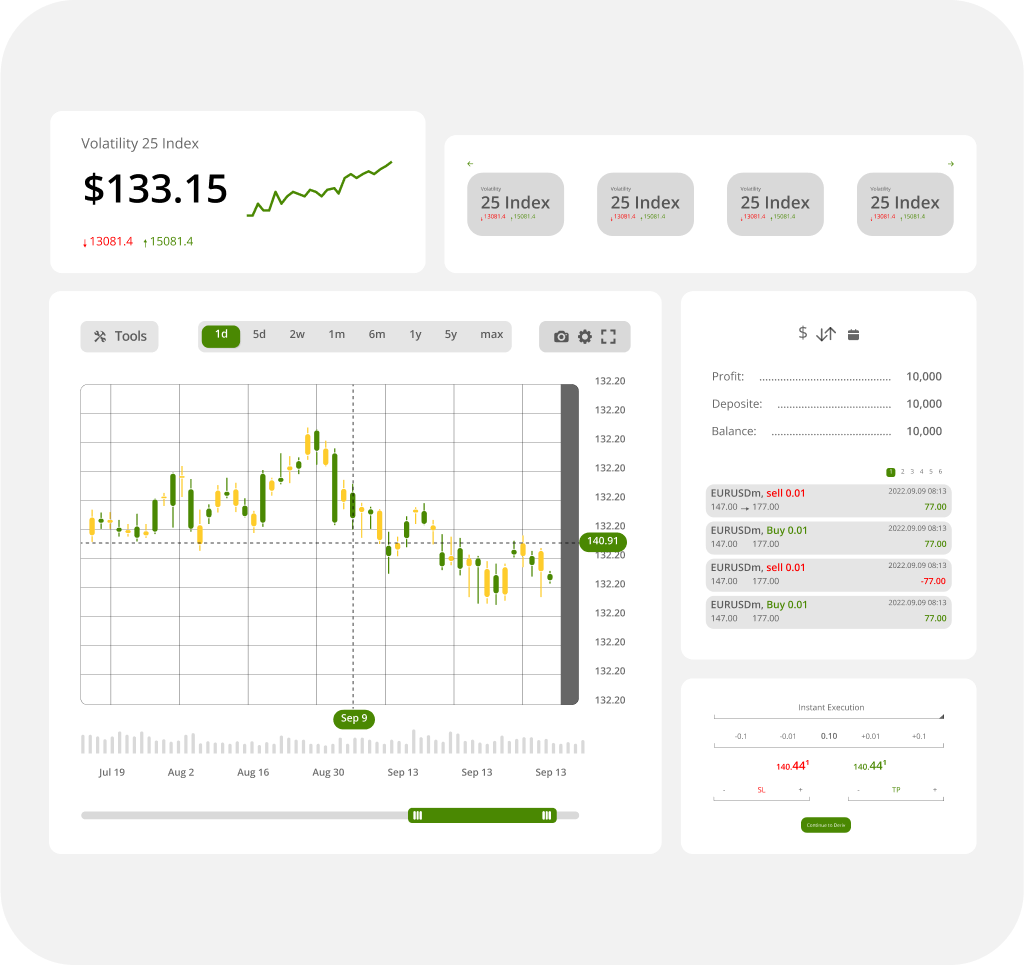 Volatility 25 Index
$133.15
↓13081.4 ↑15081.4
← →
Volatility
25 Index
↓13081.4 ↑15081.4
Volatility
25 Index
↓13081.4 ↑15081.4
Volatility
25 Index
↓13081.4 ↑15081.4
Volatility
25 Index
↓13081.4 ↑15081.4
Tools
1d 5d 2w 1m 6m 1y 5y max
132.20
132.20
132.20
132.20
132.20
132.20
140.91
132.20
132.20
132.20
132.20
132.20
132.20
Sep 9
Jul 19 Aug 2 Aug 16 Aug 30 Sep 13 Sep 13 Sep 13
$
Profit: 10,000
Deposite: 10,000
Balance: 10,000
1 2 3 4 5 6
EURUSDm, sell 0.01 2022.09.09 08:13
147.00 → 177.00 77.00
EURUSDm, Buy 0.01 2022.09.09 08:13
147.00 177.00 77.00
EURUSDm, sell 0.01 2022.09.09 08:13
147.00 177.00 -77.00
EURUSDm, Buy 0.01 2022.09.09 08:13
147.00 177.00 77.00
Instant Execution
-0.1 -0.01 0.10 +0.01 +0.1
140.44¹ 140.44¹
- SL + - TP +
Continue to Deriv